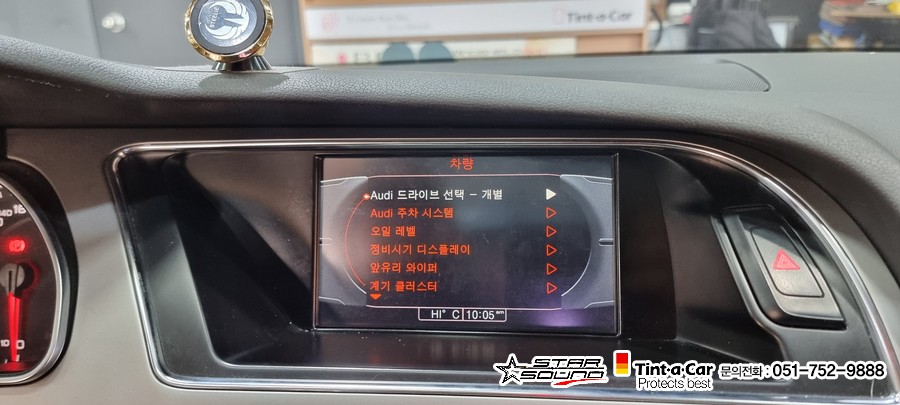 Tint-a-Car
차량
Audi 드라이브 선택 - 개별
Audi 주차 시스템
오일 레벨
정비시기 디스플레이
앞유리 와이퍼
계기 클러스터
HI° C 10:05 am
STAR SOUND
Tint-a-Car
Protects best
문의전화:051-752-9888